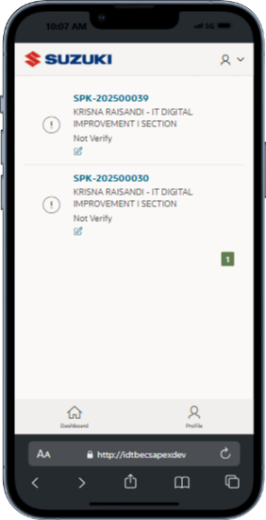 10:07 AM
5G
SUZUKI
SPK-202500039
KRISNA RAISANDI - IT DIGITAL
IMPROVEMENT I SECTION
Not Verify
SPK-202500030
KRISNA RAISANDI - IT DIGITAL
IMPROVEMENT I SECTION
Not Verify
1
Dashboard
Profile
AA
http://idtbecsapexdev